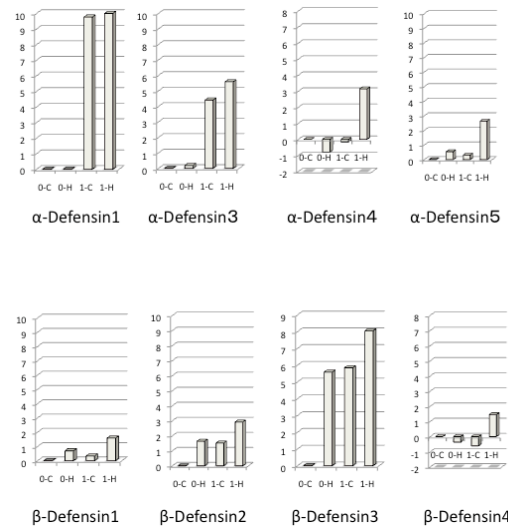 10 9 8 7 6 5 4 3 2 1 0
0-C 0-H 1-C 1-H
α-Defensin1
10 9 8 7 6 5 4 3 2 1 0
0-C 0-H 1-C 1-H
α-Defensin3
8 7 6 5 4 3 2 1 0 -1 -2
0-C 0-H 1-C 1-H
α-Defensin4
10 9 8 7 6 5 4 3 2 1 0
0-C 0-H 1-C 1-H
α-Defensin5
10 9 8 7 6 5 4 3 2 1 0
0-C 0-H 1-C 1-H
β-Defensin1
10 9 8 7 6 5 4 3 2 1 0
0-C 0-H 1-C 1-H
β-Defensin2
9 8 7 6 5 4 3 2 1 0
0-C 0-H 1-C 1-H
β-Defensin3
8 7 6 5 4 3 2 1 0 -1 -2
0-C 0-H 1-C 1-H
β-Defensin4